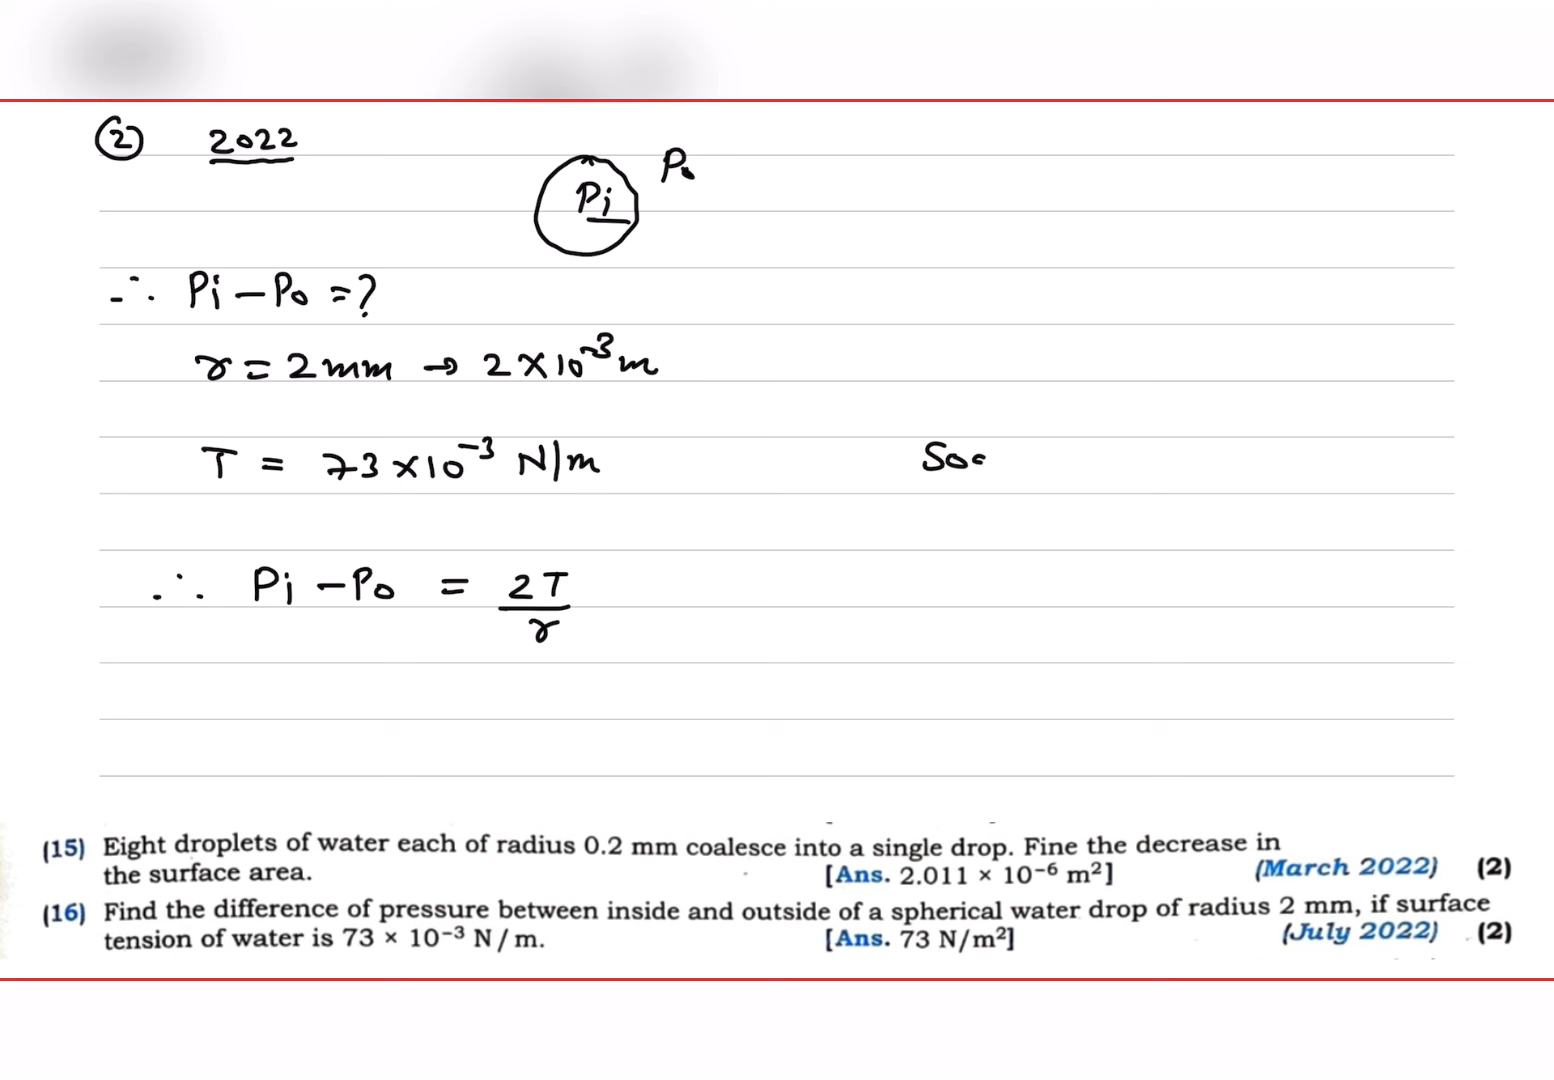 ② 2022
Pi
Po
∴ Pi – Po = ?
r = 2 mm → 2 × 10⁻³ m
T = 73 × 10⁻³ N/m
∴ Pi – Po = 2T / r
(15) Eight droplets of water each of radius 0.2 mm coalesce into a single drop. Fine the decrease in
the surface area. [Ans. 2.011 × 10⁻⁶ m²] (March 2022) (2)
(16) Find the difference of pressure between inside and outside of a spherical water drop of radius 2 mm, if surface
tension of water is 73 × 10⁻³ N / m. [Ans. 73 N/m²] (July 2022) (2)